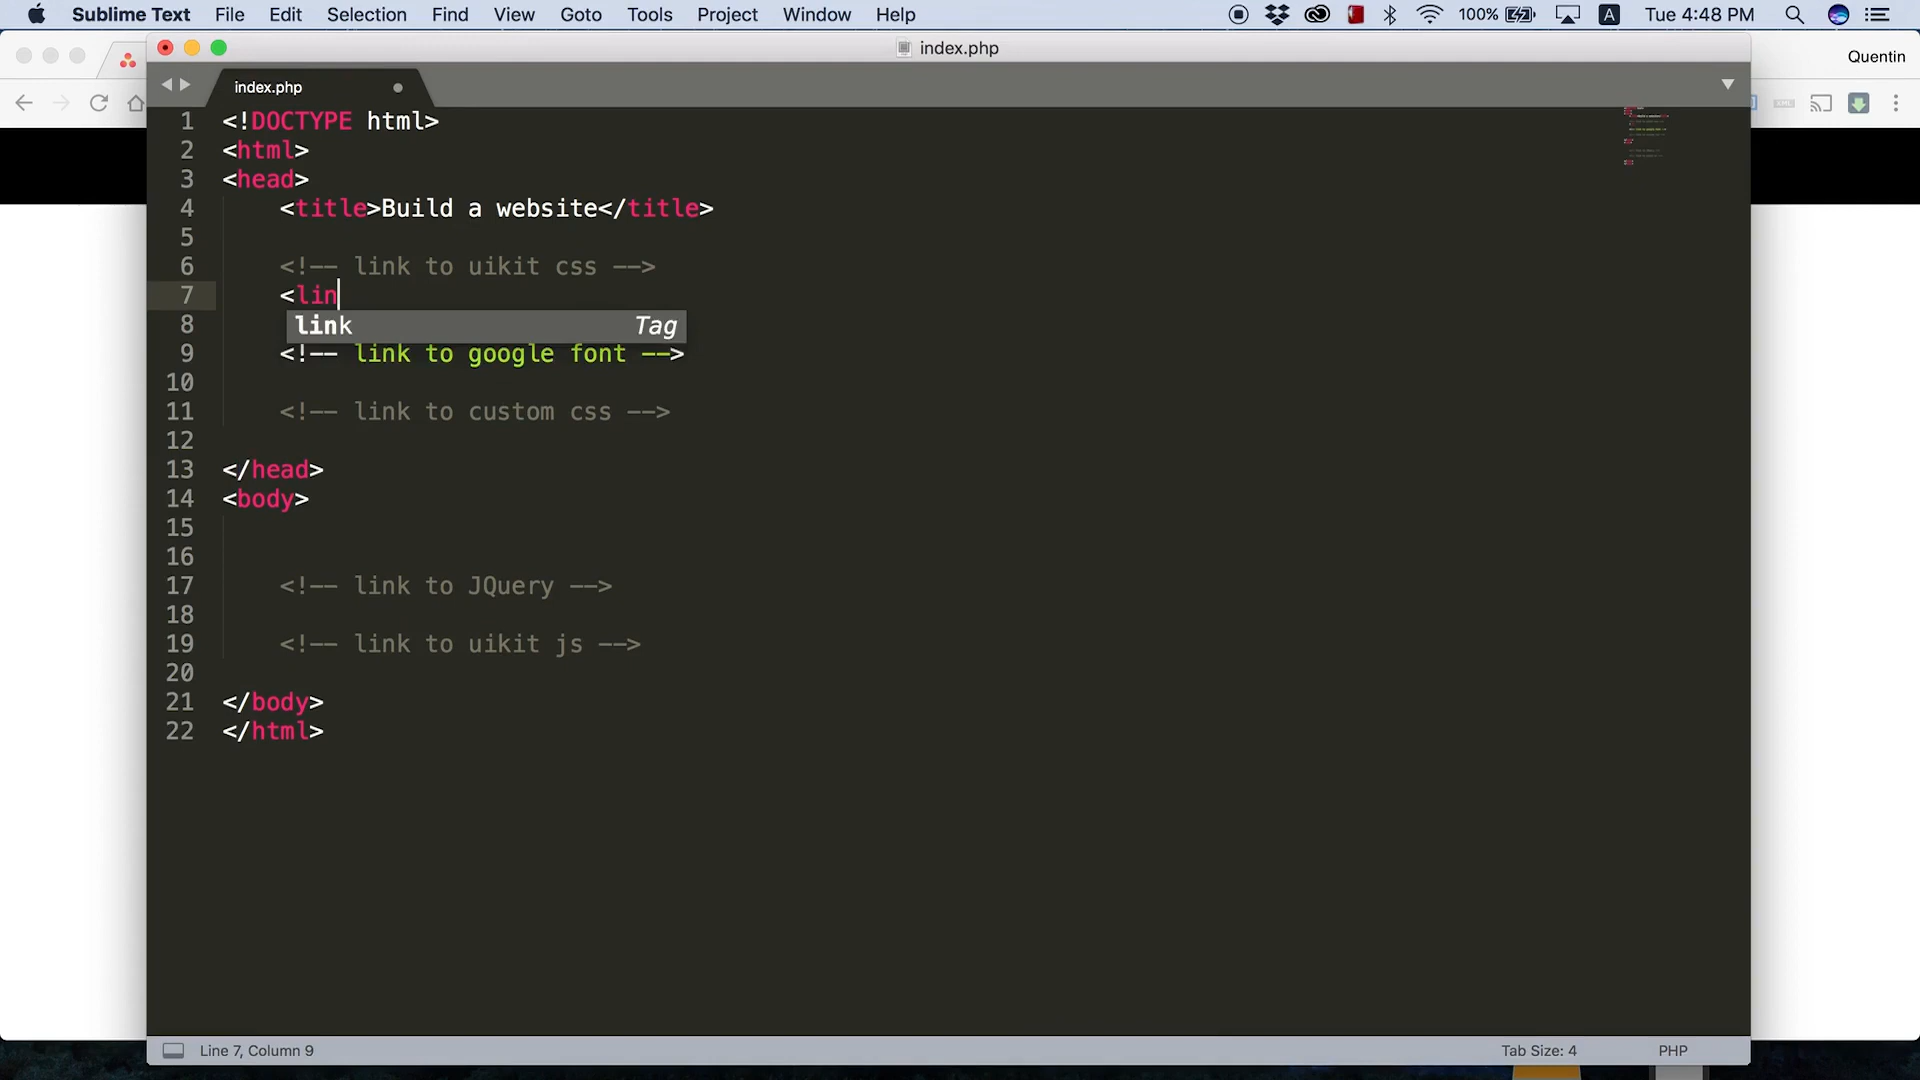 Sublime Text File Edit Selection Find View Goto Tools Project Window Help 100% A Tue 4:48 PM
index.php
Quentin
index.php
1 <!DOCTYPE html>
2 <html>
3 <head>
4 <title>Build a website</title>
5
6 <!-- link to uikit css -->
7 <lin
8 link Tag
9 <!-- link to google font -->
10
11 <!-- link to custom css -->
12
13 </head>
14 <body>
15
16
17 <!-- link to JQuery -->
18
19 <!-- link to uikit js -->
20
21 </body>
22 </html>
Line 7, Column 9 Tab Size: 4 PHP